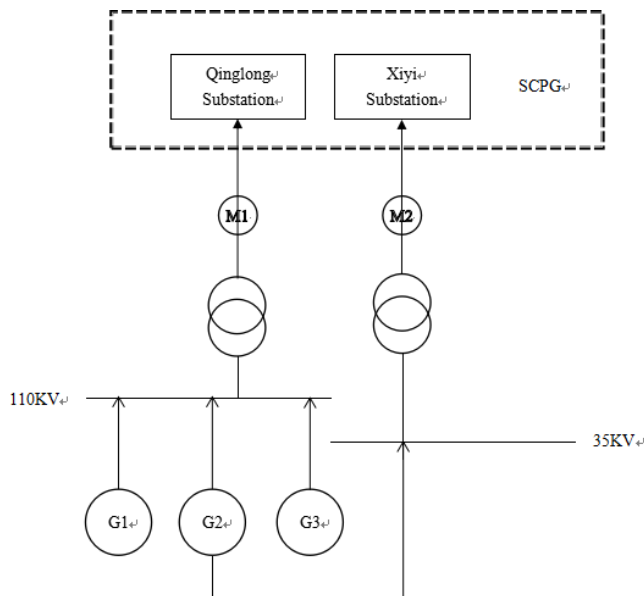 Qinglong
Substation
Xiyi
Substation
SCPG
M1
M2
110KV
35KV
G1
G2
G3